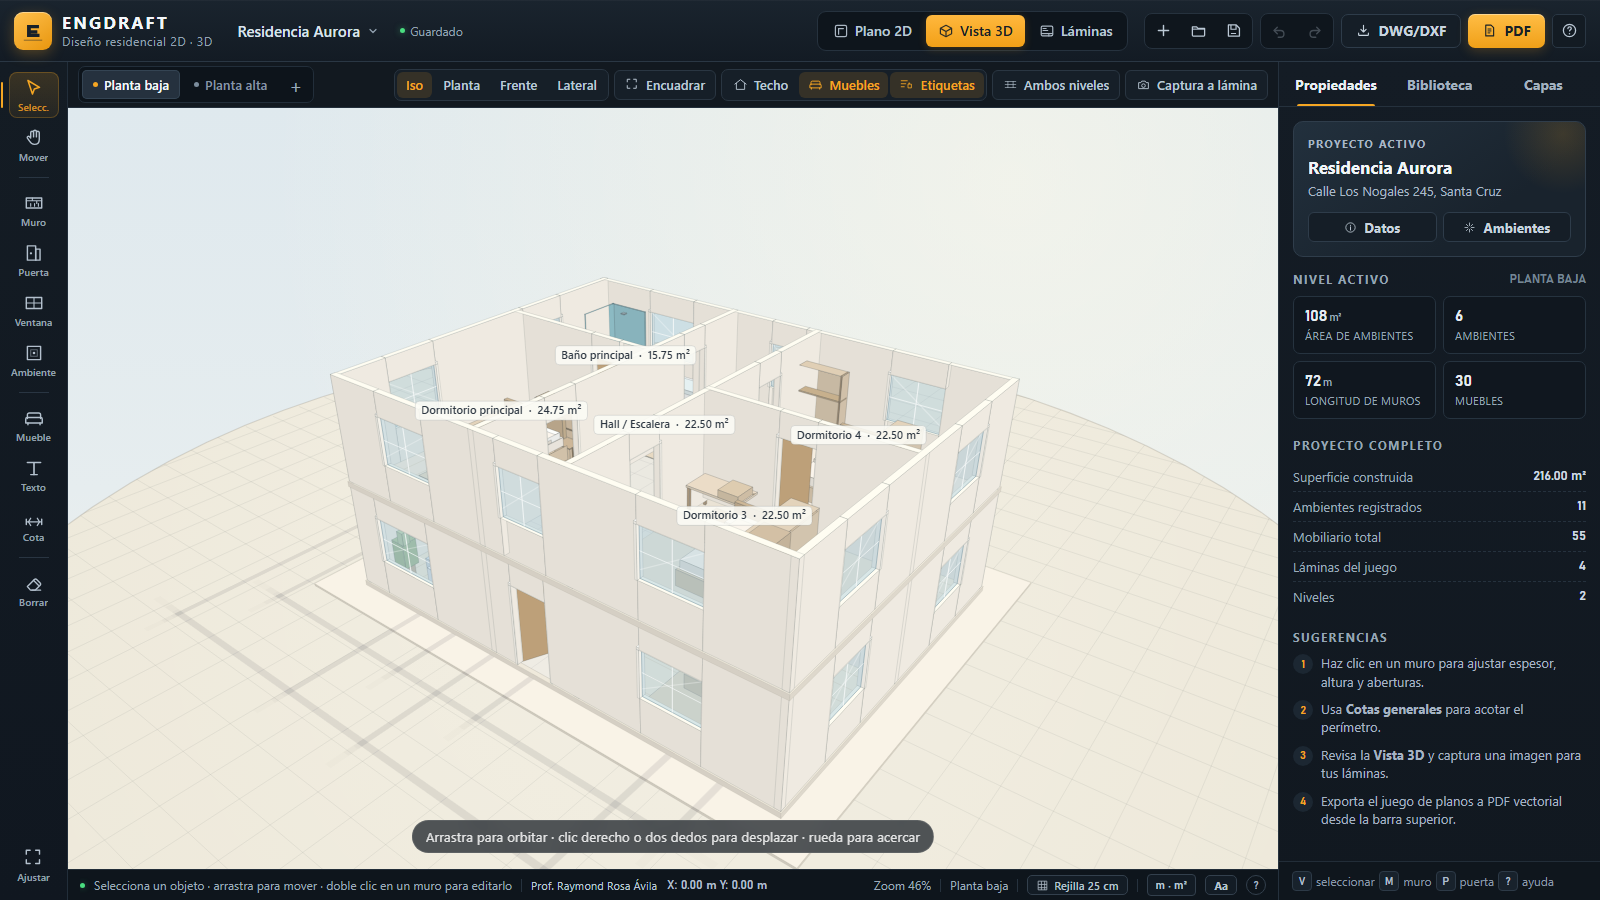 E
ENGDRAFT
Diseño residencial 2D · 3D
Residencia Aurora
Guardado
Plano 2D
Vista 3D
Láminas
DWG/DXF
PDF
Selecc.
Mover
Muro
Puerta
Ventana
Ambiente
Mueble
Texto
Cota
Borrar
Ajustar
Planta baja
Planta alta
+
Iso
Planta
Frente
Lateral
Encuadrar
Techo
Muebles
Etiquetas
Ambos niveles
Captura a lámina
Baño principal · 15.75 m²
Dormitorio principal · 24.75 m²
Hall / Escalera · 22.50 m²
Dormitorio 4 · 22.50 m²
Dormitorio 3 · 22.50 m²
Arrastra para orbitar · clic derecho o dos dedos para desplazar · rueda para acercar
Selecciona un objeto · arrastra para mover · doble clic en un muro para editarlo
Prof. Raymond Rosa Ávila
X: 0.00 m Y: 0.00 m
Zoom 46%
Planta baja
Rejilla 25 cm
m · m²
Aa
?
Propiedades
Biblioteca
Capas
PROYECTO ACTIVO
Residencia Aurora
Calle Los Nogales 245, Santa Cruz
Datos
Ambientes
NIVEL ACTIVO
PLANTA BAJA
108 m²
ÁREA DE AMBIENTES
6
AMBIENTES
72 m
LONGITUD DE MUROS
30
MUEBLES
PROYECTO COMPLETO
Superficie construida 216.00 m²
Ambientes registrados 11
Mobiliario total 55
Láminas del juego 4
Niveles 2
SUGERENCIAS
1 Haz clic en un muro para ajustar espesor,
altura y aberturas.
2 Usa Cotas generales para acotar el
perímetro.
3 Revisa la Vista 3D y captura una imagen para
tus láminas.
4 Exporta el juego de planos a PDF vectorial
desde la barra superior.
V seleccionar M muro P puerta ? ayuda